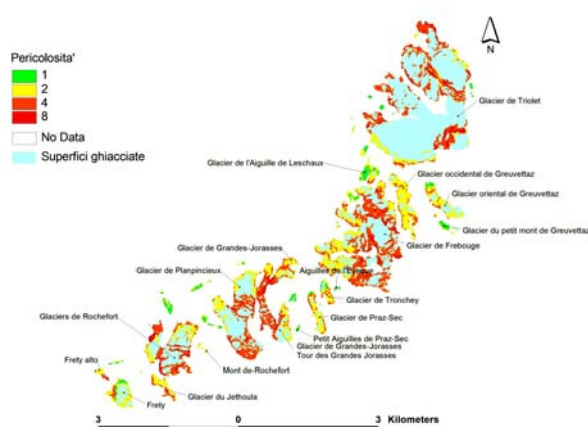 N
Pericolosita'
1
2
4
8
No Data
Superfici ghiacciate
Glacier de Triolet
Glacier de l'Aiguille de Leschaux
Glacier occidental de Greuvettaz
Glacier oriental de Greuvettaz
Glacier du petit mont de Greuvettaz
Glacier de Grandes-Jorasses
Glacier de Frebouge
Glacier de Planpincieux
Aiguilles de l'Eveque
Glacier de Tronchey
Glaciers de Rochefort
Glacier de Praz-Sec
Petit Aiguilles de Praz-Sec
Glacier de Grandes-Jorasses
Tour des Grandes Jorasses
Frety alto
Mont de-Rochefort
Frety
Glacier du Jethoula
3 0 3 Kilometers